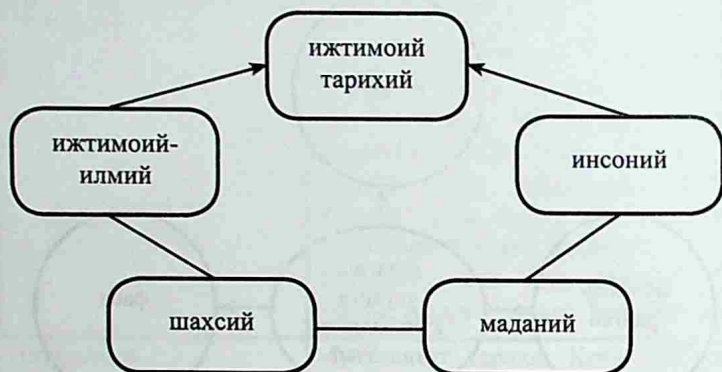 ижтимоий
тарихий
ижтимоий-
илмий
инсоний
шахсий
маданий